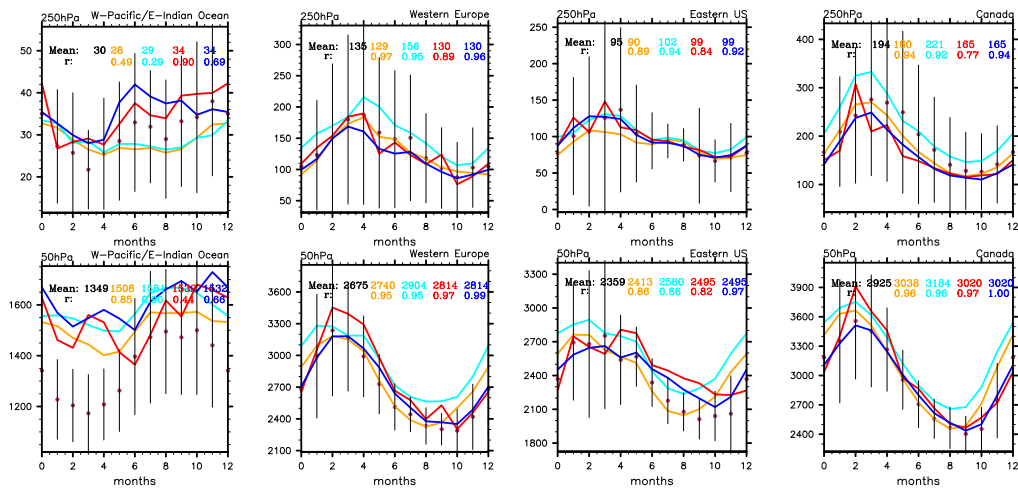 250hPa W-Pacific/E-Indian Ocean
Mean: 30 28 29 34 34
r: 0.49 0.29 0.90 0.69
50
40
30
20
0 2 4 6 8 10 12
months
250hPa Western Europe
Mean: 135 129 156 130 130
r: 0.97 0.95 0.89 0.96
300
250
200
150
100
50
0 2 4 6 8 10 12
months
250hPa Eastern US
Mean: 95 90 102 99 99
r: 0.89 0.94 0.84 0.92
250
200
150
100
50
0
0 2 4 6 8 10 12
months
250hPa Canada
Mean: 194 180 221 165 165
r: 0.94 0.92 0.77 0.94
400
300
200
100
0 2 4 6 8 10 12
months
50hPa W-Pacific/E-Indian Ocean
Mean: 1349 1508 1532
r: 0.85 0.44 0.66
1600
1400
1200
0 2 4 6 8 10 12
months
50hPa Western Europe
Mean: 2675 2740 2904 2814 2814
r: 0.95 0.95 0.97 0.99
3600
3300
3000
2700
2400
2100
0 2 4 6 8 10 12
months
50hPa Eastern US
Mean: 2359 2413 2580 2495 2495
r: 0.86 0.86 0.82 0.97
3300
3000
2700
2400
2100
1800
0 2 4 6 8 10 12
months
50hPa Canada
Mean: 2925 3038 3184 3020 3020
r: 0.96 0.96 0.97 1.00
3900
3600
3300
3000
2700
2400
0 2 4 6 8 10 12
months